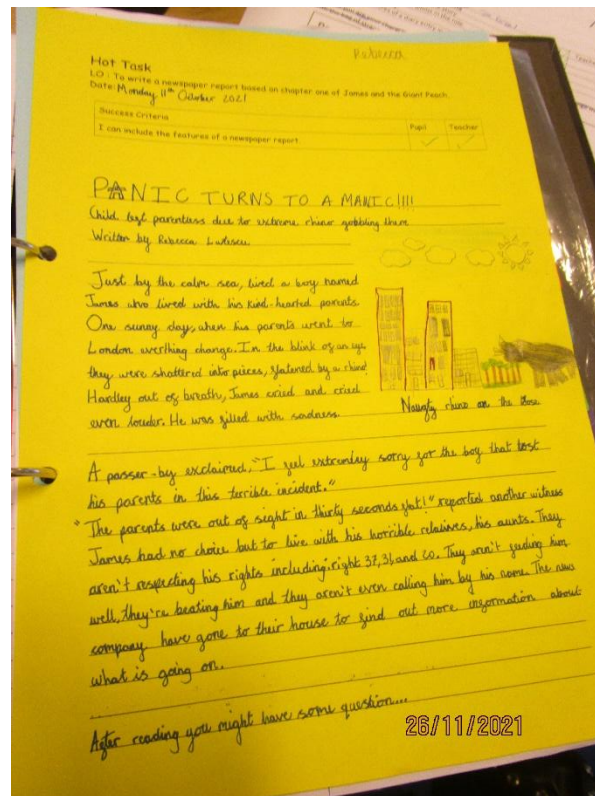 Rebecca
Hot Task
LO : To write a newspaper report based on chapter one of James and the Giant Peach.
Date: Monday 11th October 2021
Success Criteria
Pupil Teacher
I can include the features of a newspaper report.
PANIC TURNS TO A MANIC!!!!
Child left parentless due to extreme rhinor gobbling them
Written by Rebecca
Just by the calm sea, lived a boy named
James who lived with his kind-hearted parents.
One sunny day, when his parents went to
London everthing change. In the blink of an eye
they were shattered into pieces, flatened by a rhino!
Hardley out of breath, James cried and cried
even louder. He was filled with sadness.
Naughty rhino on the loose.
A passer-by exclaimed, "I feel extremley sorry for the boy that lost
his parents in this terrible incident."
"The parents were out of sight in thirty seconds flat!" reported another witness
James had no choice but to live with his horrible relatives, his aunts. They
aren't respecting his rights including: right 37, 31 and 20. They aren't feeding him
well, they're beating him and they aren't even calling him by his name. The news
company have gone to their house to find out more information about
what is going on.
After reading you might have some question...
26/11/2021